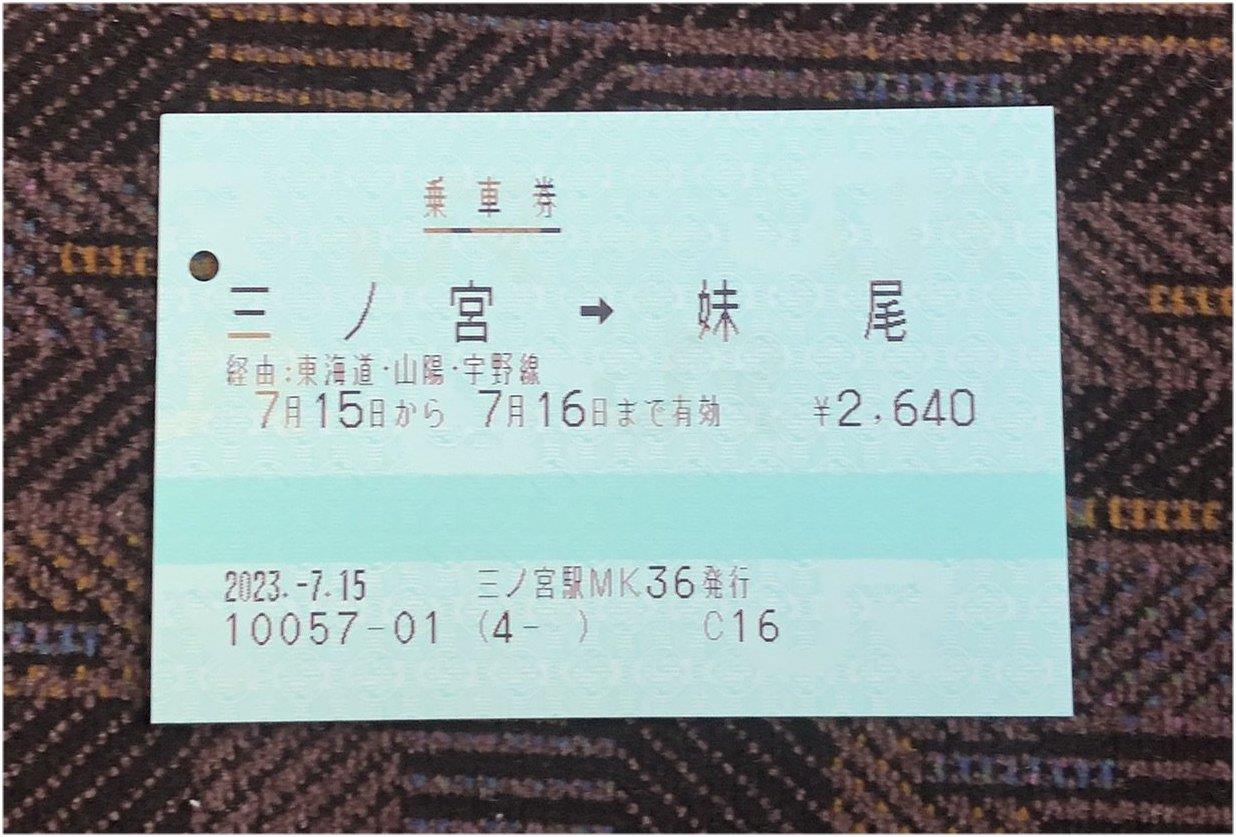 乗車券
三ノ宮 ➡ 妹尾
経由:東海道・山陽・宇野線
7月15日から 7月16日まで有効 ¥2,640
2023.-7.15 三ノ宮駅MK36発行
10057-01 (4- ) C16